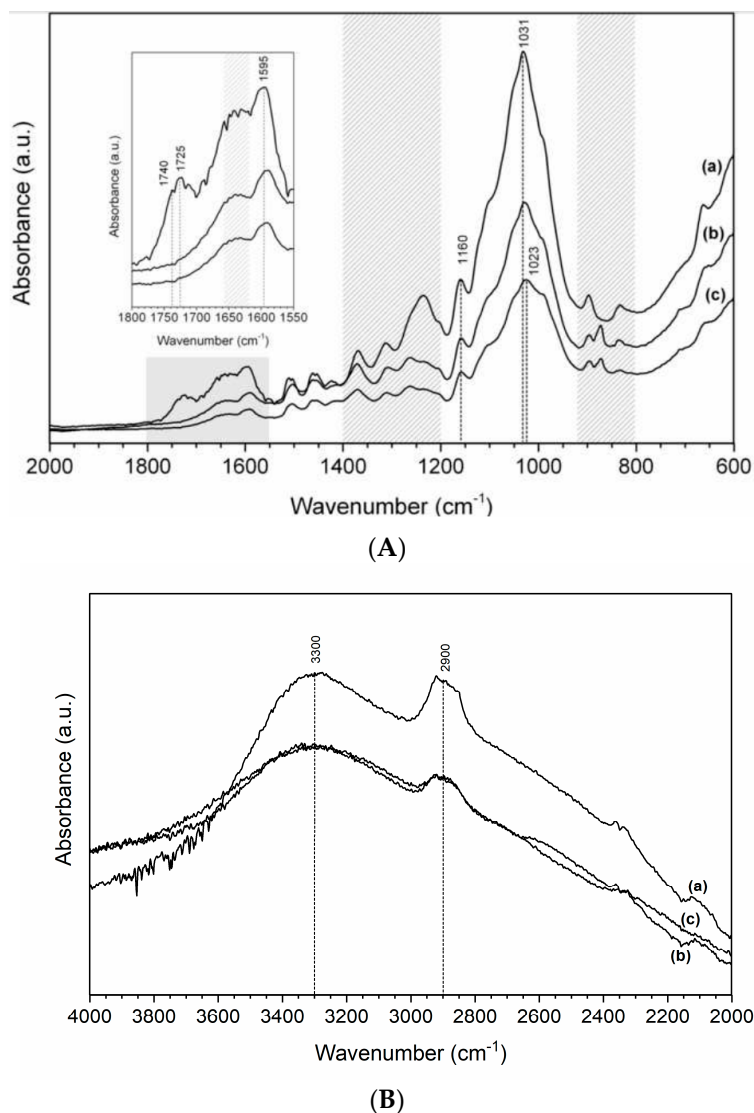 1031
1595
1740
1725
Absorbance (a.u.)
1800 1750 1700 1650 1600 1550
Wavenumber (cm-1)
1160
1023
(a)
(b)
(c)
Absorbance (a.u.)
2000 1800 1600 1400 1200 1000 800 600
Wavenumber (cm-1)
(A)
3300
2900
Absorbance (a.u.)
(a)
(c)
(b)
4000 3800 3600 3400 3200 3000 2800 2600 2400 2200 2000
Wavenumber (cm-1)
(B)